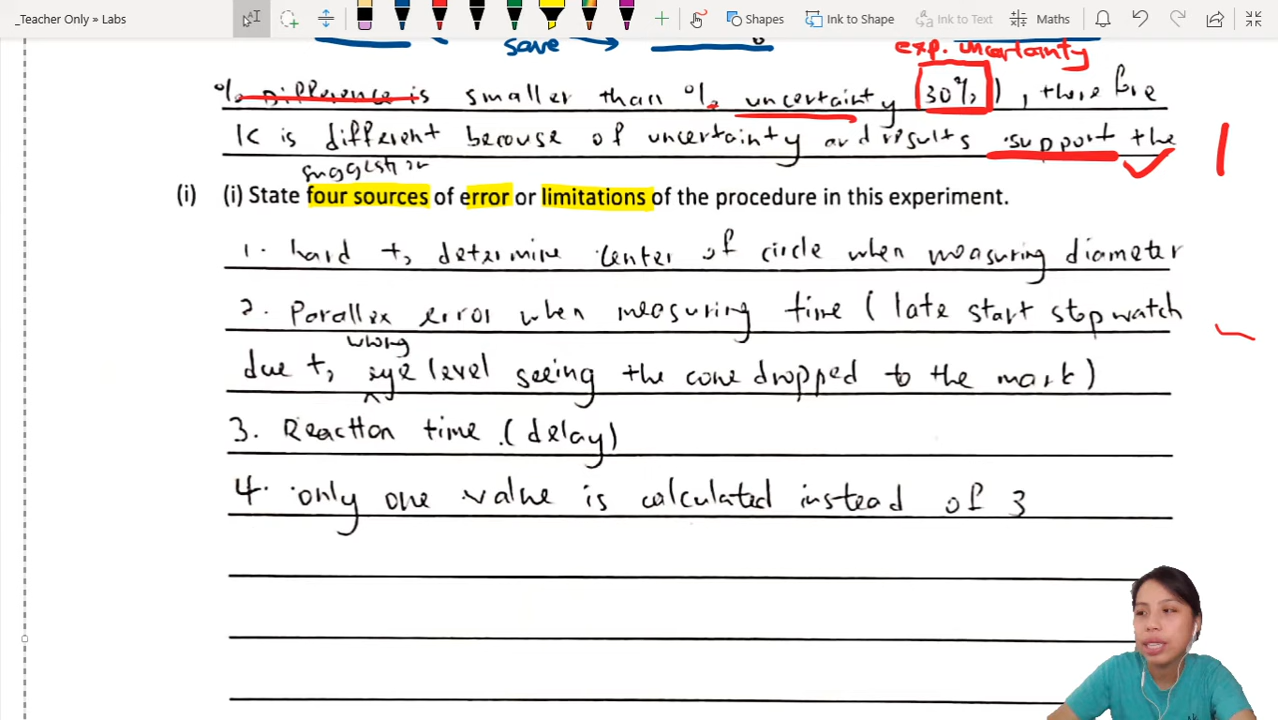 _Teacher Only » Labs
Shapes Ink to Shape Ink to Text Maths
save exp. uncertainty
% Difference is smaller than % uncertainty (30%), therefore
K is different because of uncertainty and results support the
suggestion
(i) (i) State four sources of error or limitations of the procedure in this experiment.
1. hard to determine center of circle when measuring diameter
2. Parallax error when measuring time (late start stopwatch
wrong
due to eye level seeing the cone dropped to the mark)
3. Reaction time (delay)
4. only one value is calculated instead of 3